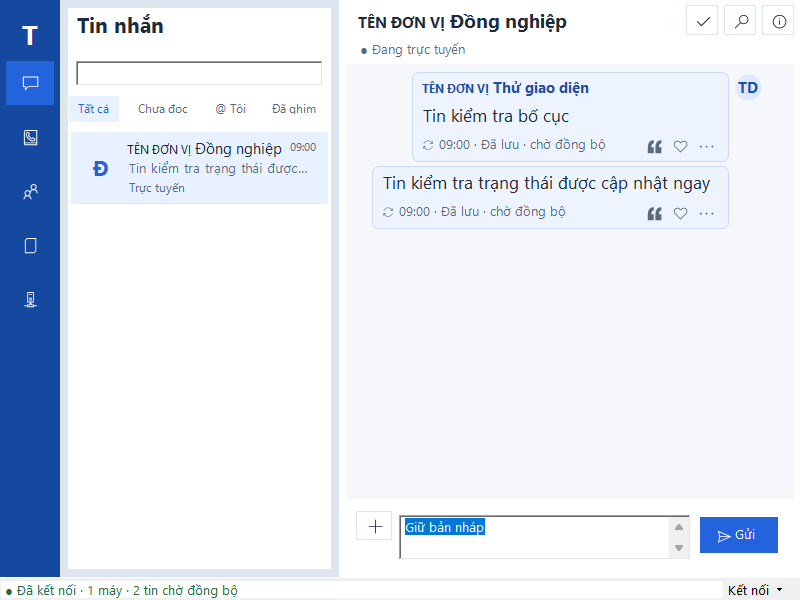 T
Tin nhắn
Tất cả
Chưa đọc
@ Tôi
Đã ghim
Đ
TÊN ĐƠN VỊ Đồng nghiệp
09:00
Tin kiểm tra trạng thái được...
Trực tuyến
TÊN ĐƠN VỊ Đồng nghiệp
● Đang trực tuyến
TÊN ĐƠN VỊ Thử giao diện
TD
Tin kiểm tra bố cục
09:00 · Đã lưu · chờ đồng bộ
Tin kiểm tra trạng thái được cập nhật ngay
09:00 · Đã lưu · chờ đồng bộ
Giữ bản nháp
Gửi
● Đã kết nối · 1 máy · 2 tin chờ đồng bộ
Kết nối